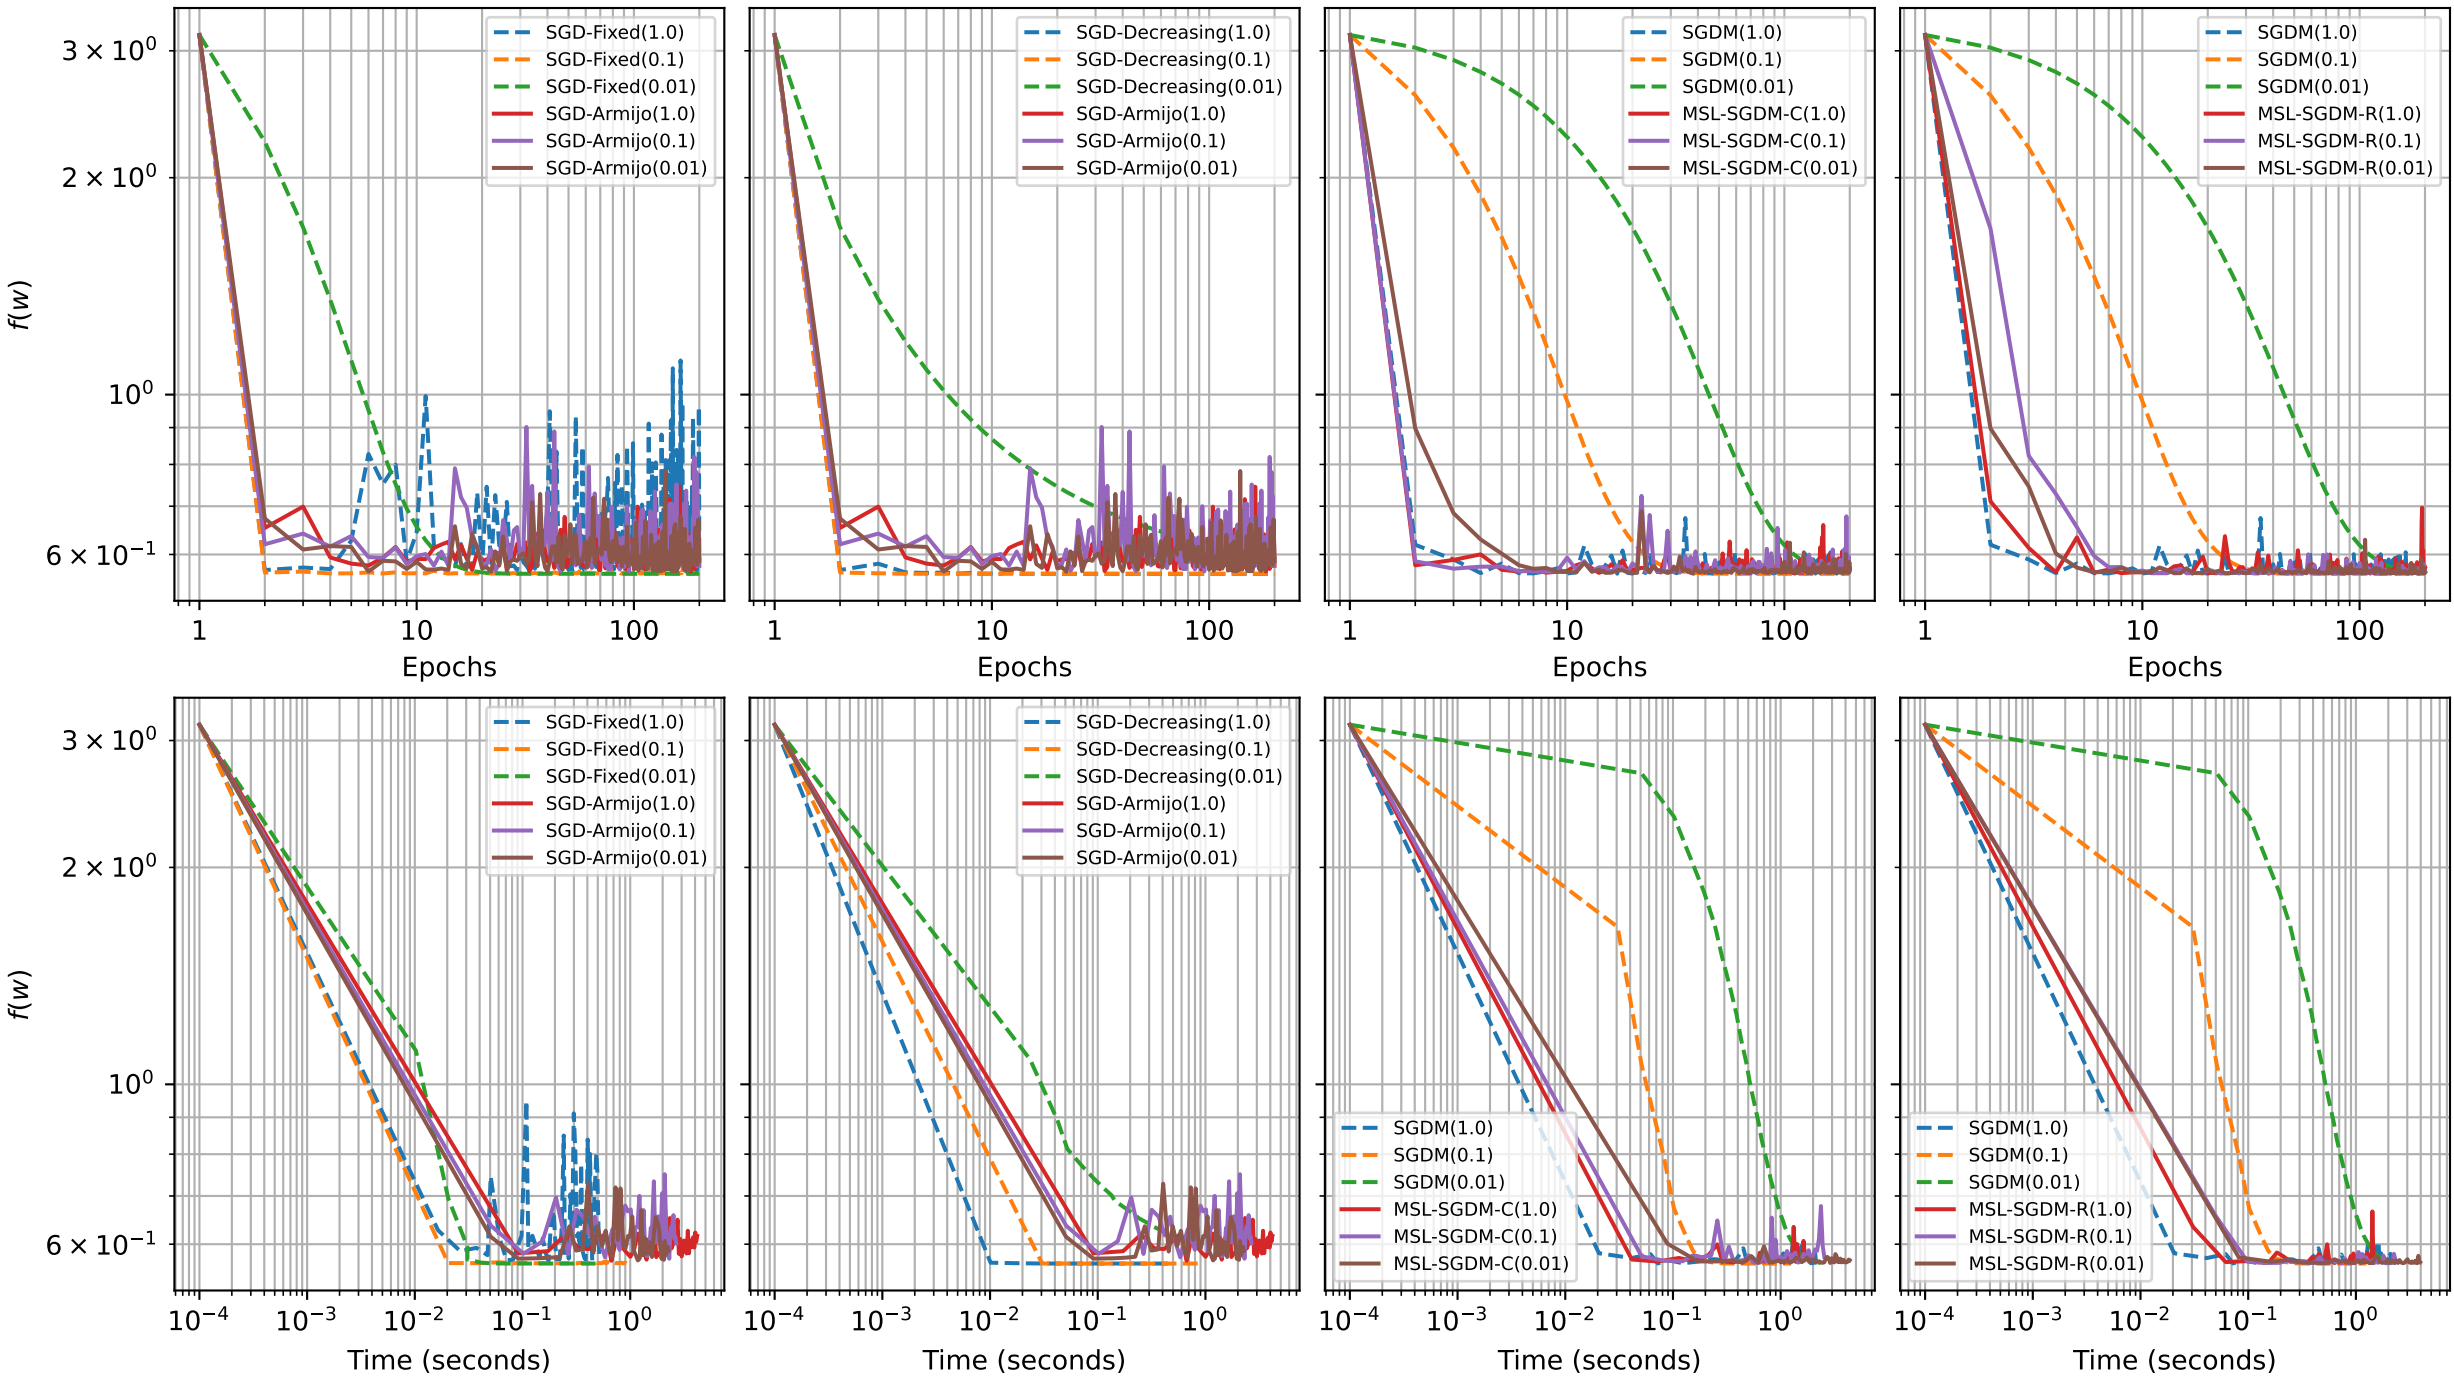 f(w)
3 × 10⁰
2 × 10⁰
10⁰
6 × 10⁻¹
SGD-Fixed(1.0)
SGD-Fixed(0.1)
SGD-Fixed(0.01)
SGD-Armijo(1.0)
SGD-Armijo(0.1)
SGD-Armijo(0.01)
1 10 100
Epochs
SGD-Decreasing(1.0)
SGD-Decreasing(0.1)
SGD-Decreasing(0.01)
SGD-Armijo(1.0)
SGD-Armijo(0.1)
SGD-Armijo(0.01)
1 10 100
Epochs
SGDM(1.0)
SGDM(0.1)
SGDM(0.01)
MSL-SGDM-C(1.0)
MSL-SGDM-C(0.1)
MSL-SGDM-C(0.01)
1 10 100
Epochs
SGDM(1.0)
SGDM(0.1)
SGDM(0.01)
MSL-SGDM-R(1.0)
MSL-SGDM-R(0.1)
MSL-SGDM-R(0.01)
1 10 100
Epochs
f(w)
3 × 10⁰
2 × 10⁰
10⁰
6 × 10⁻¹
SGD-Fixed(1.0)
SGD-Fixed(0.1)
SGD-Fixed(0.01)
SGD-Armijo(1.0)
SGD-Armijo(0.1)
SGD-Armijo(0.01)
10⁻⁴ 10⁻³ 10⁻² 10⁻¹ 10⁰
Time (seconds)
SGD-Decreasing(1.0)
SGD-Decreasing(0.1)
SGD-Decreasing(0.01)
SGD-Armijo(1.0)
SGD-Armijo(0.1)
SGD-Armijo(0.01)
10⁻⁴ 10⁻³ 10⁻² 10⁻¹ 10⁰
Time (seconds)
SGDM(1.0)
SGDM(0.1)
SGDM(0.01)
MSL-SGDM-C(1.0)
MSL-SGDM-C(0.1)
MSL-SGDM-C(0.01)
10⁻⁴ 10⁻³ 10⁻² 10⁻¹ 10⁰
Time (seconds)
SGDM(1.0)
SGDM(0.1)
SGDM(0.01)
MSL-SGDM-R(1.0)
MSL-SGDM-R(0.1)
MSL-SGDM-R(0.01)
10⁻⁴ 10⁻³ 10⁻² 10⁻¹ 10⁰
Time (seconds)